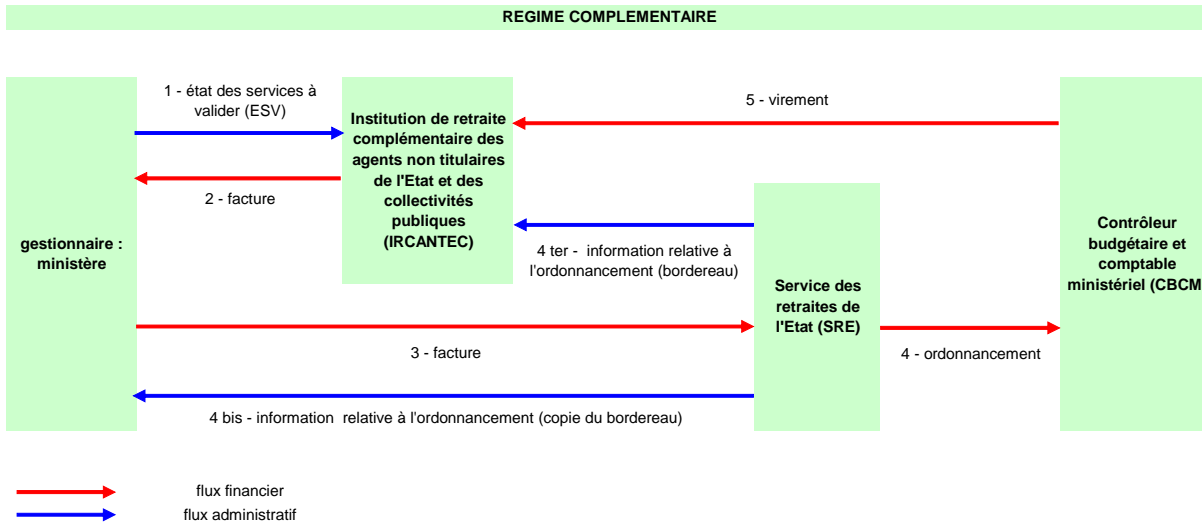 REGIME COMPLEMENTAIRE
1 - état des services à
valider (ESV)
Institution de retraite
complémentaire des
agents non titulaires
de l'Etat et des
collectivités
publiques
(IRCANTEC)
5 - virement
2 - facture
gestionnaire :
ministère
4 ter - information relative à
l'ordonnancement (bordereau)
Contrôleur
budgétaire et
comptable
ministériel (CBCM
Service des
retraites de
l'Etat (SRE)
3 - facture
4 - ordonnancement
4 bis - information relative à l'ordonnancement (copie du bordereau)
flux financier
flux administratif